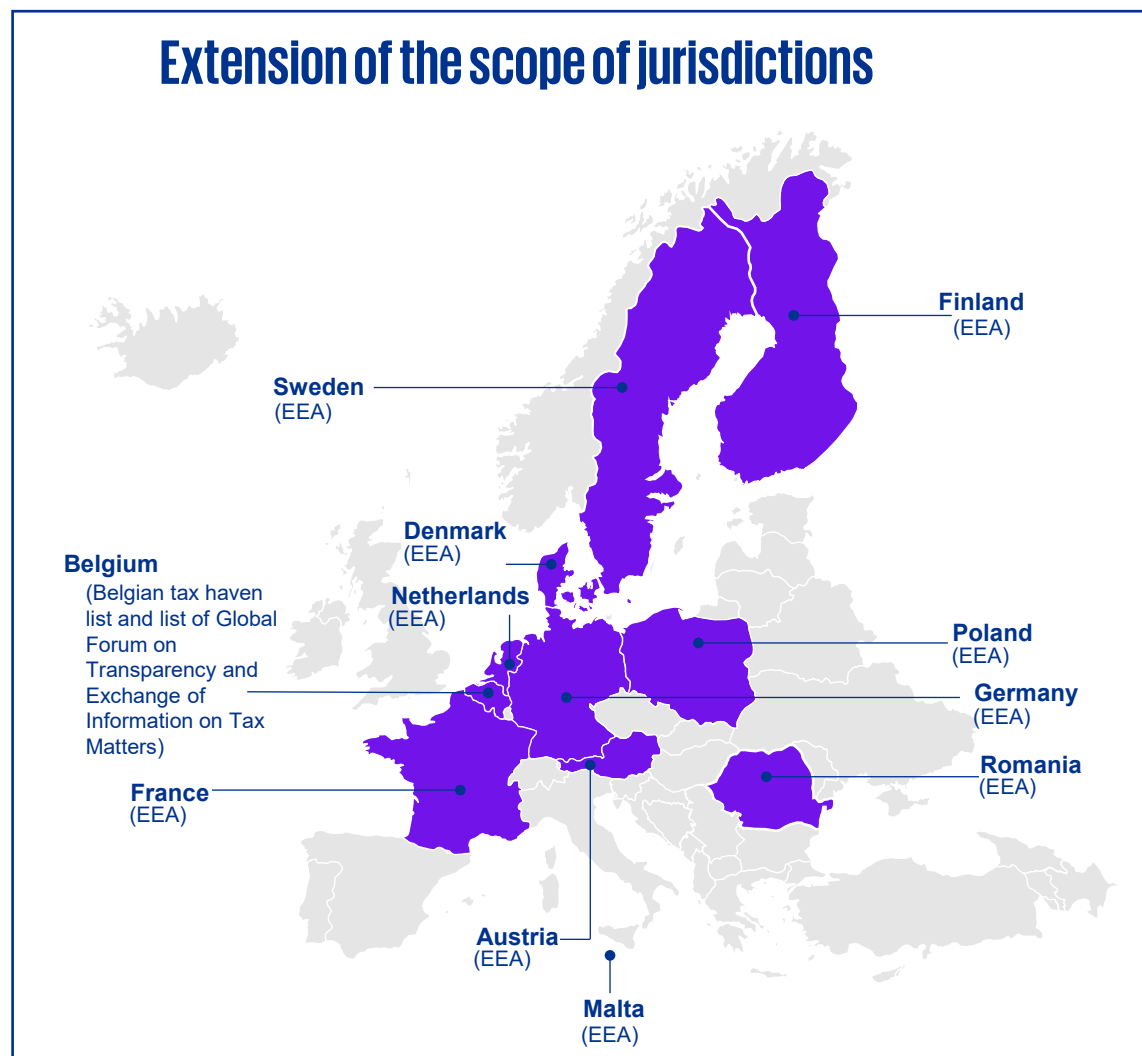 Extension of the scope of jurisdictions
Finland
(EEA)
Sweden
(EEA)
Denmark
(EEA)
Belgium
(Belgian tax haven
list and list of Global
Forum on
Transparency and
Exchange of
Information on Tax
Matters)
Netherlands
(EEA)
Poland
(EEA)
Germany
(EEA)
Romania
(EEA)
France
(EEA)
Austria
(EEA)
Malta
(EEA)